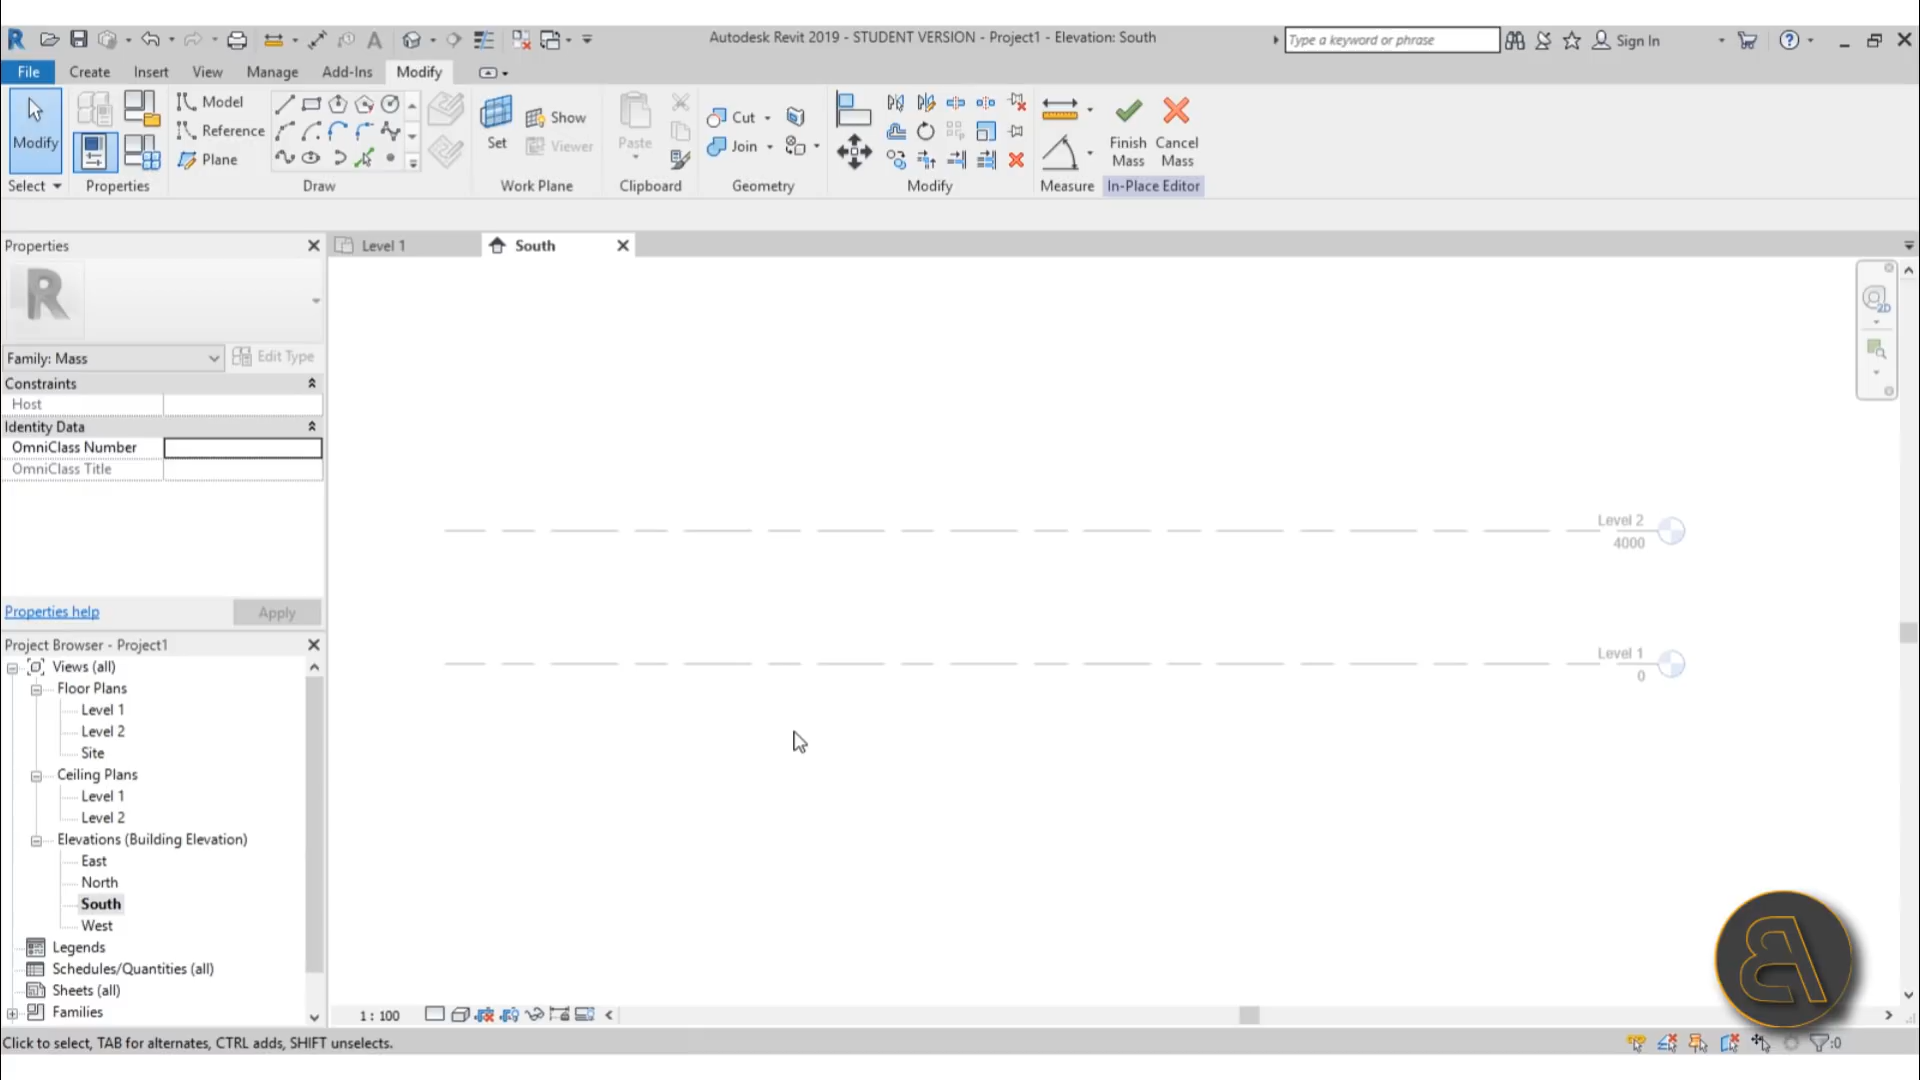 Autodesk Revit 2019 - STUDENT VERSION - Project1 - Elevation: South
Type a keyword or phrase
Sign In
File
Create
Insert
View
Manage
Add-Ins
Modify
Modify
Select
Properties
Model
Reference
Plane
Draw
Set
Show
Viewer
Work Plane
Paste
Clipboard
Cut
Join
Geometry
Modify
Measure
Finish Mass
Cancel Mass
In-Place Editor
Properties
Level 1
South
R
2D
Family: Mass
Edit Type
Constraints
Host
Identity Data
OmniClass Number
OmniClass Title
Properties help
Apply
Level 2
4000
Level 1
0
Project Browser - Project1
Views (all)
Floor Plans
Level 1
Level 2
Site
Ceiling Plans
Level 1
Level 2
Elevations (Building Elevation)
East
North
South
West
Legends
Schedules/Quantities (all)
Sheets (all)
Families
1 : 100
Click to select, TAB for alternates, CTRL adds, SHIFT unselects.
:0